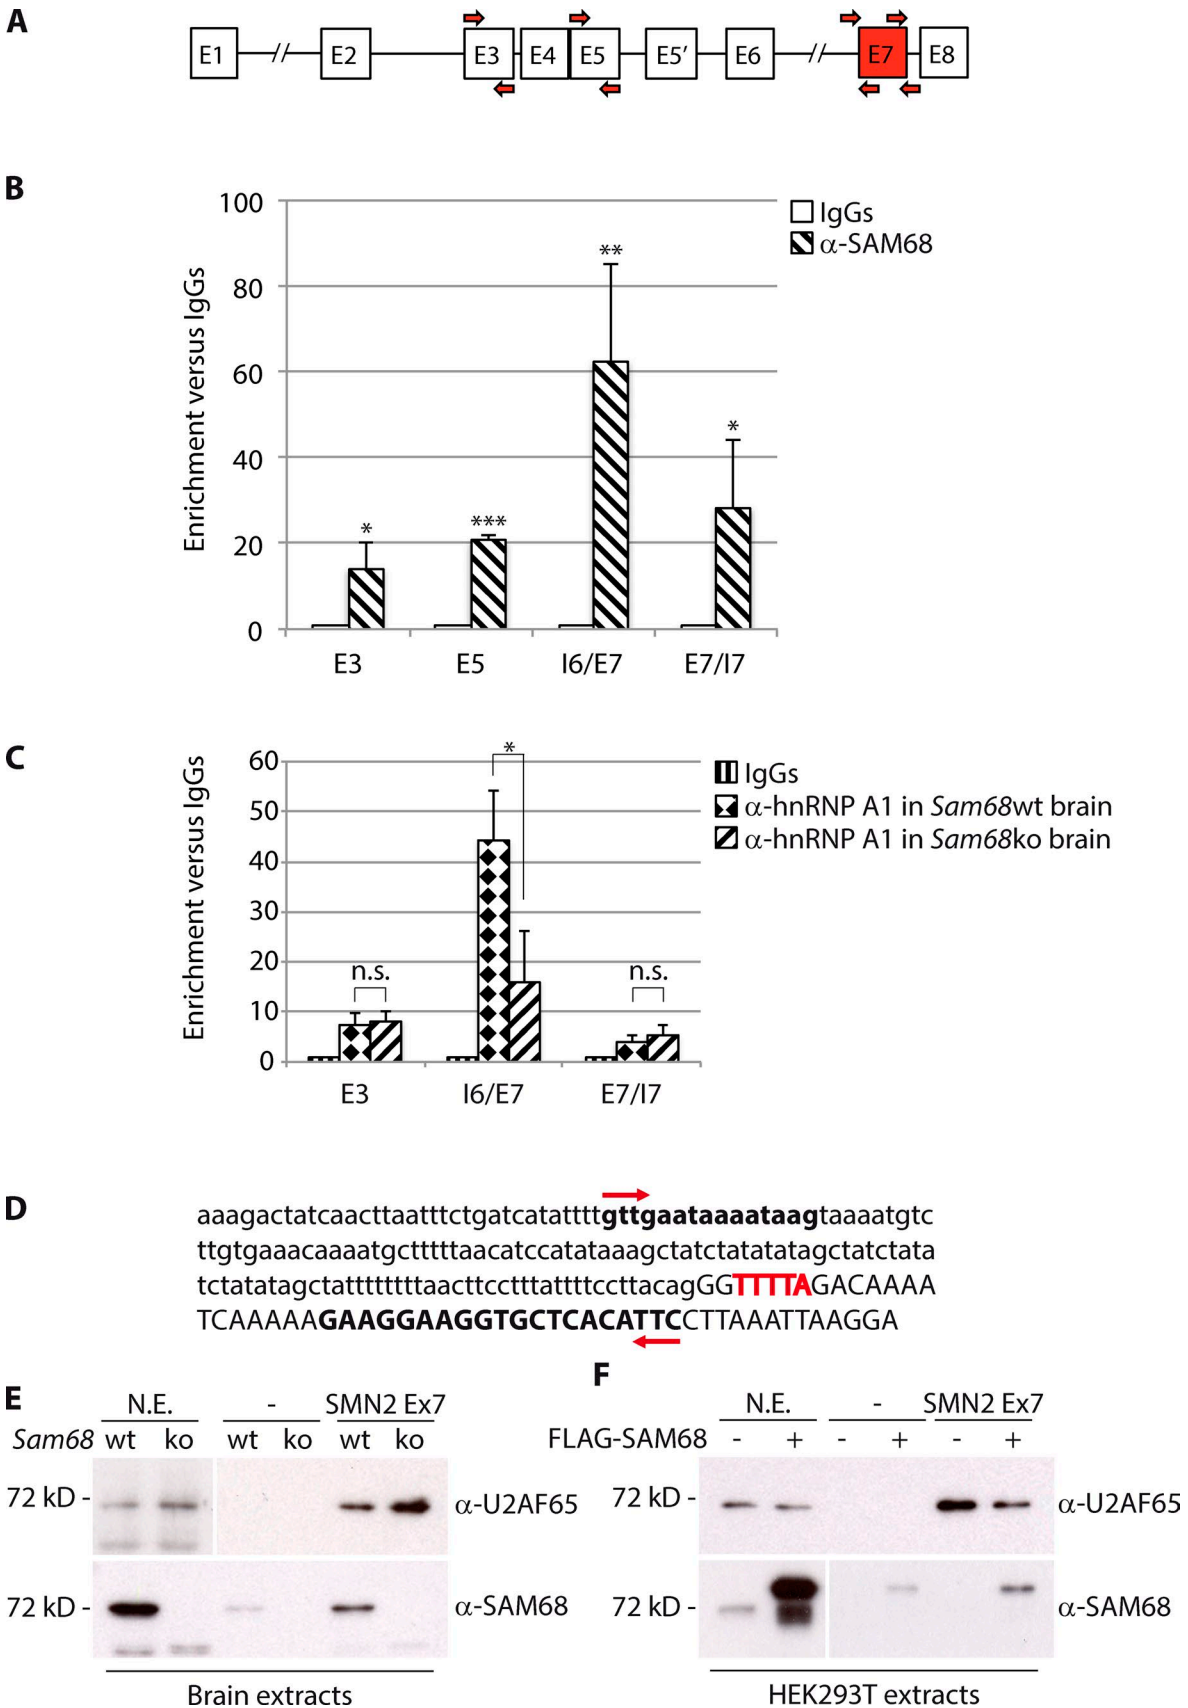 A
E1 E2 E3 E4 E5 E5′ E6 E7 E8
B
Enrichment versus IgGs
100
80
60
40
20
0
* *** ** *
E3 E5 I6/E7 E7/I7
IgGs
α-SAM68
C
Enrichment versus IgGs
60
50
40
30
20
10
0
n.s. * n.s.
E3 I6/E7 E7/I7
IgGs
α-hnRNP A1 in Sam68wt brain
α-hnRNP A1 in Sam68ko brain
D
aaagactatcaacttaatttctgatcatattttgttgaataaaataagtaaaatgtc
ttgtgaaacaaaatgctttttaacatccatataaagctatctatatatagctatctata
tctatatagctattttttttaacttcctttattttccttacagGGTTTTAGACAAAA
TCAAAAAGAAGGAAGGTGCTCACATTCCTTAAATTAAGGA
E
N.E. - SMN2 Ex7
Sam68 wt ko wt ko wt ko
72 kD - α-U2AF65
72 kD - α-SAM68
Brain extracts
F
N.E. - SMN2 Ex7
FLAG-SAM68 - + - + - +
72 kD - α-U2AF65
72 kD - α-SAM68
HEK293T extracts